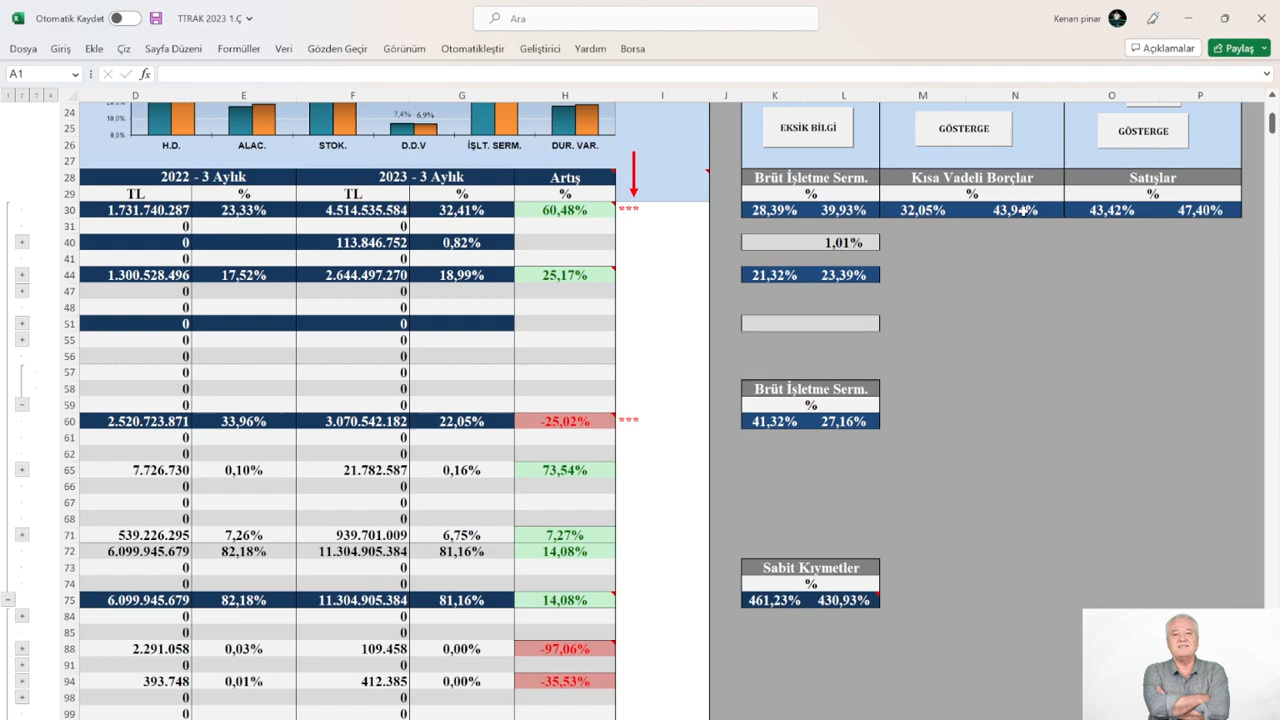 Otomatik Kaydet TTRAK 2023 1.Ç Ara Kenan pinar
Dosya Giriş Ekle Çiz Sayfa Düzeni Formüller Veri Gözden Geçir Görünüm Otomatikleştir Geliştirici Yardım Borsa Açıklamalar Paylaş
A1 fx
1 2 3 4 D E F G H I J K L M N O P
24
10,0% 7,4% 6,9% EKSİK BİLGİ GÖSTERGE GÖSTERGE
25 0,0%
26 H.D. ALAC. STOK. D.D.V İŞLT. SERM. DUR. VAR.
27
28 2022 - 3 Aylık 2023 - 3 Aylık Artış Brüt İşletme Serm. Kısa Vadeli Borçlar Satışlar
29 TL % TL % % % % %
30 1.731.740.287 23,33% 4.514.535.584 32,41% 60,48% *** 28,39% 39,93% 32,05% 43,94% 43,42% 47,40%
31 0 0
40 0 113.846.752 0,82% 1,01%
41 0 0
44 1.300.528.496 17,52% 2.644.497.270 18,99% 25,17% 21,32% 23,39%
47 0 0
48 0 0
51 0 0
55 0 0
56 0 0
57 0 0
58 0 0 Brüt İşletme Serm.
59 0 0 %
60 2.520.723.871 33,96% 3.070.542.182 22,05% -25,02% *** 41,32% 27,16%
61 0 0
62 0 0
65 7.726.730 0,10% 21.782.587 0,16% 73,54%
66 0 0
67 0 0
68 0 0
71 539.226.295 7,26% 939.701.009 6,75% 7,27%
72 6.099.945.679 82,18% 11.304.905.384 81,16% 14,08%
73 0 0 Sabit Kıymetler
74 0 0 %
75 6.099.945.679 82,18% 11.304.905.384 81,16% 14,08% 461,23% 430,93%
84 0 0
85 0 0
88 2.291.058 0,03% 109.458 0,00% -97,06%
91 0 0
94 393.748 0,01% 412.385 0,00% -35,53%
98 0 0
99 0 0